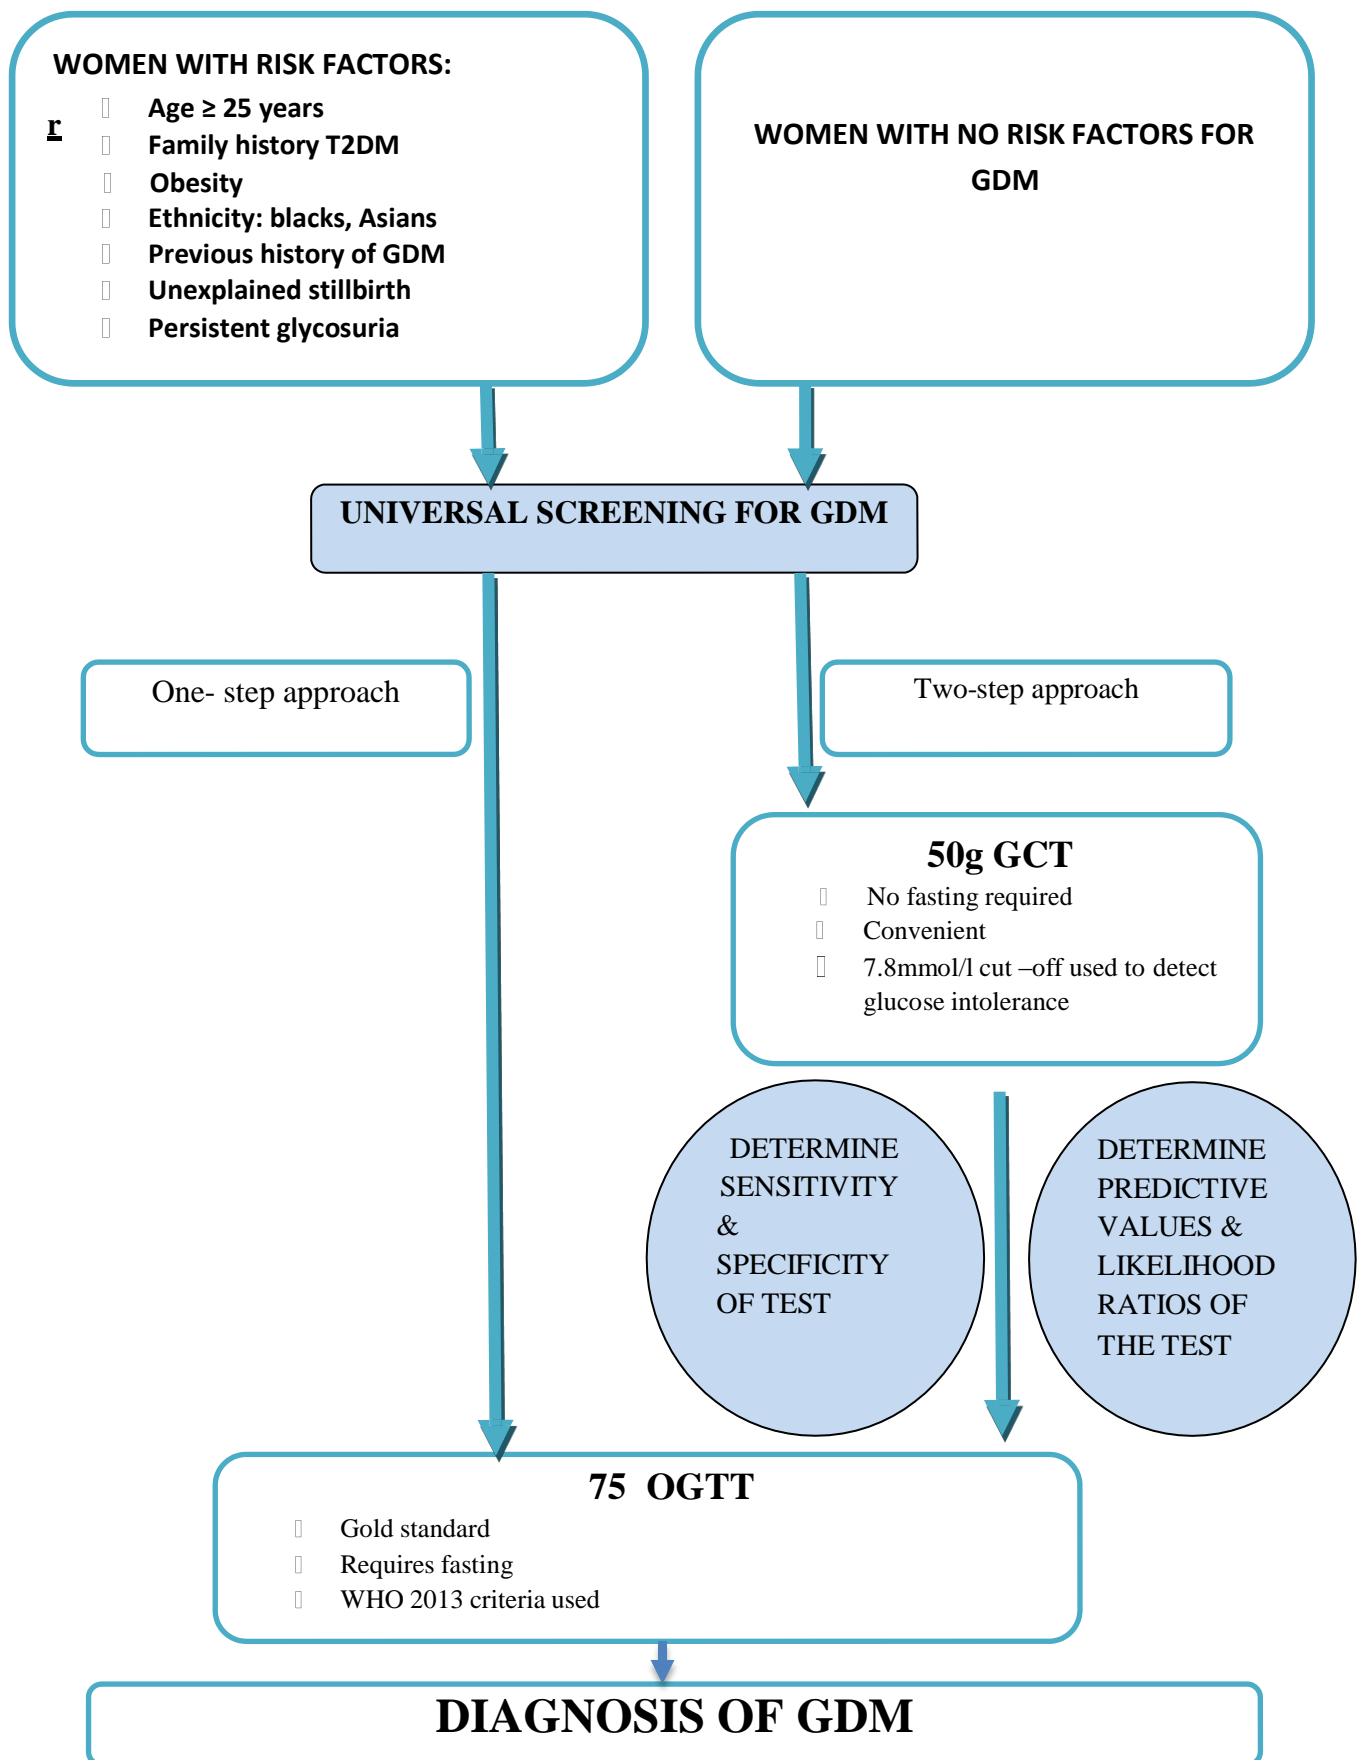 WOMEN WITH RISK FACTORS:
r
Age ≥ 25 years
Family history T2DM
Obesity
Ethnicity: blacks, Asians
Previous history of GDM
Unexplained stillbirth
Persistent glycosuria
WOMEN WITH NO RISK FACTORS FOR
GDM
UNIVERSAL SCREENING FOR GDM
One- step approach
Two-step approach
50g GCT
No fasting required
Convenient
7.8mmol/l cut –off used to detect
glucose intolerance
DETERMINE
SENSITIVITY
&
SPECIFICITY
OF TEST
DETERMINE
PREDICTIVE
VALUES &
LIKELIHOOD
RATIOS OF
THE TEST
75  OGTT
Gold standard
Requires fasting
WHO 2013 criteria used
DIAGNOSIS OF GDM